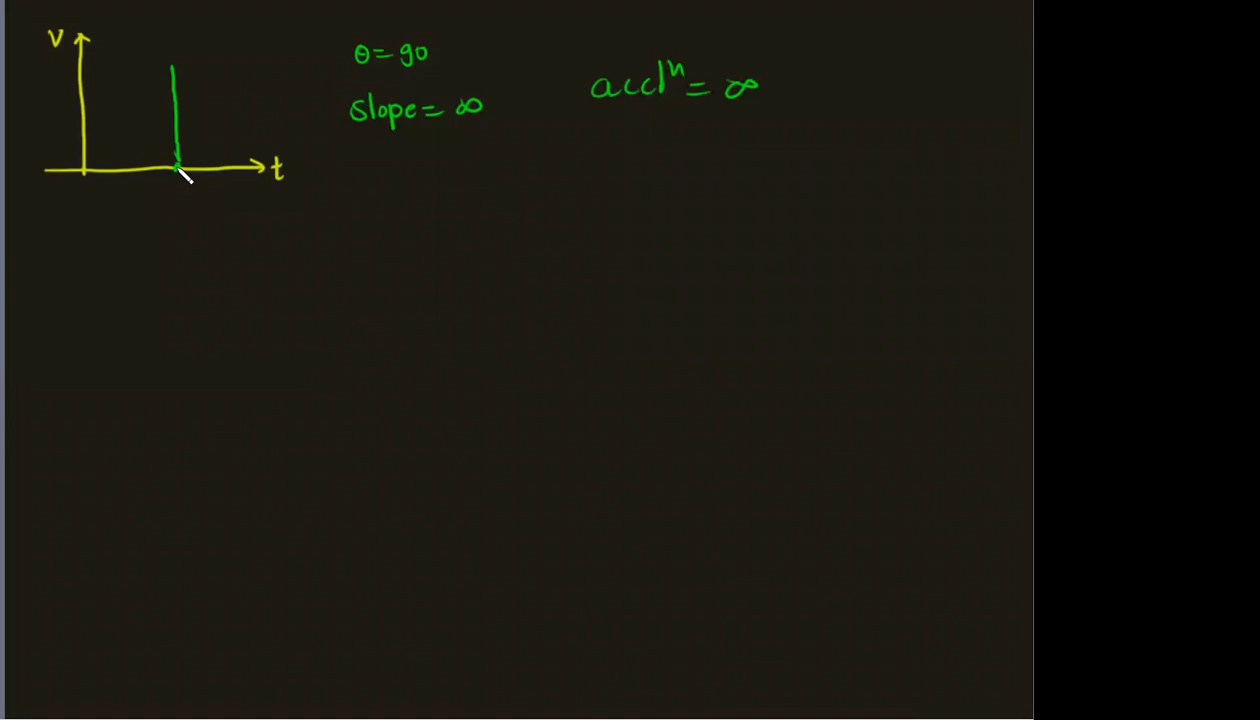 V
t
θ = 90
slope = ∞
accl^n = ∞